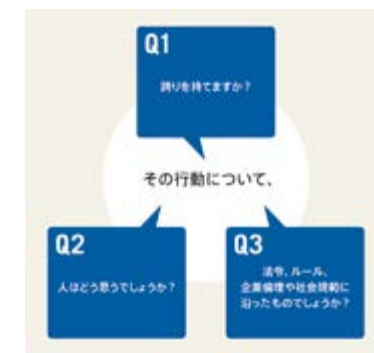 Q1
誇りを持てますか？
その行動について、
Q2
人はどう思うでしょうか？
Q3
法令、ルール、
企業倫理や社会規範に
沿ったものでしょうか？